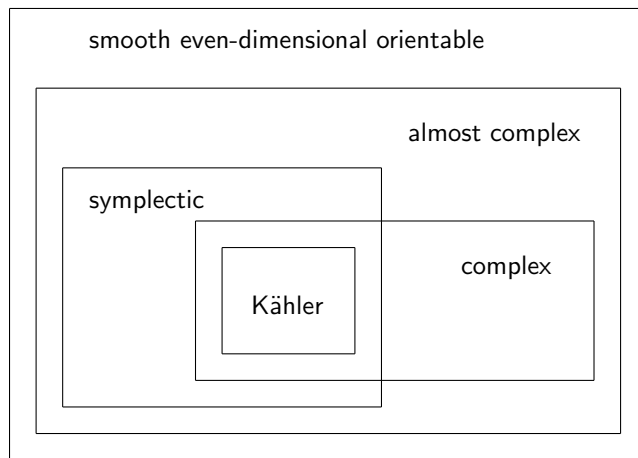 smooth even-dimensional orientable
almost complex
symplectic
complex
Kähler